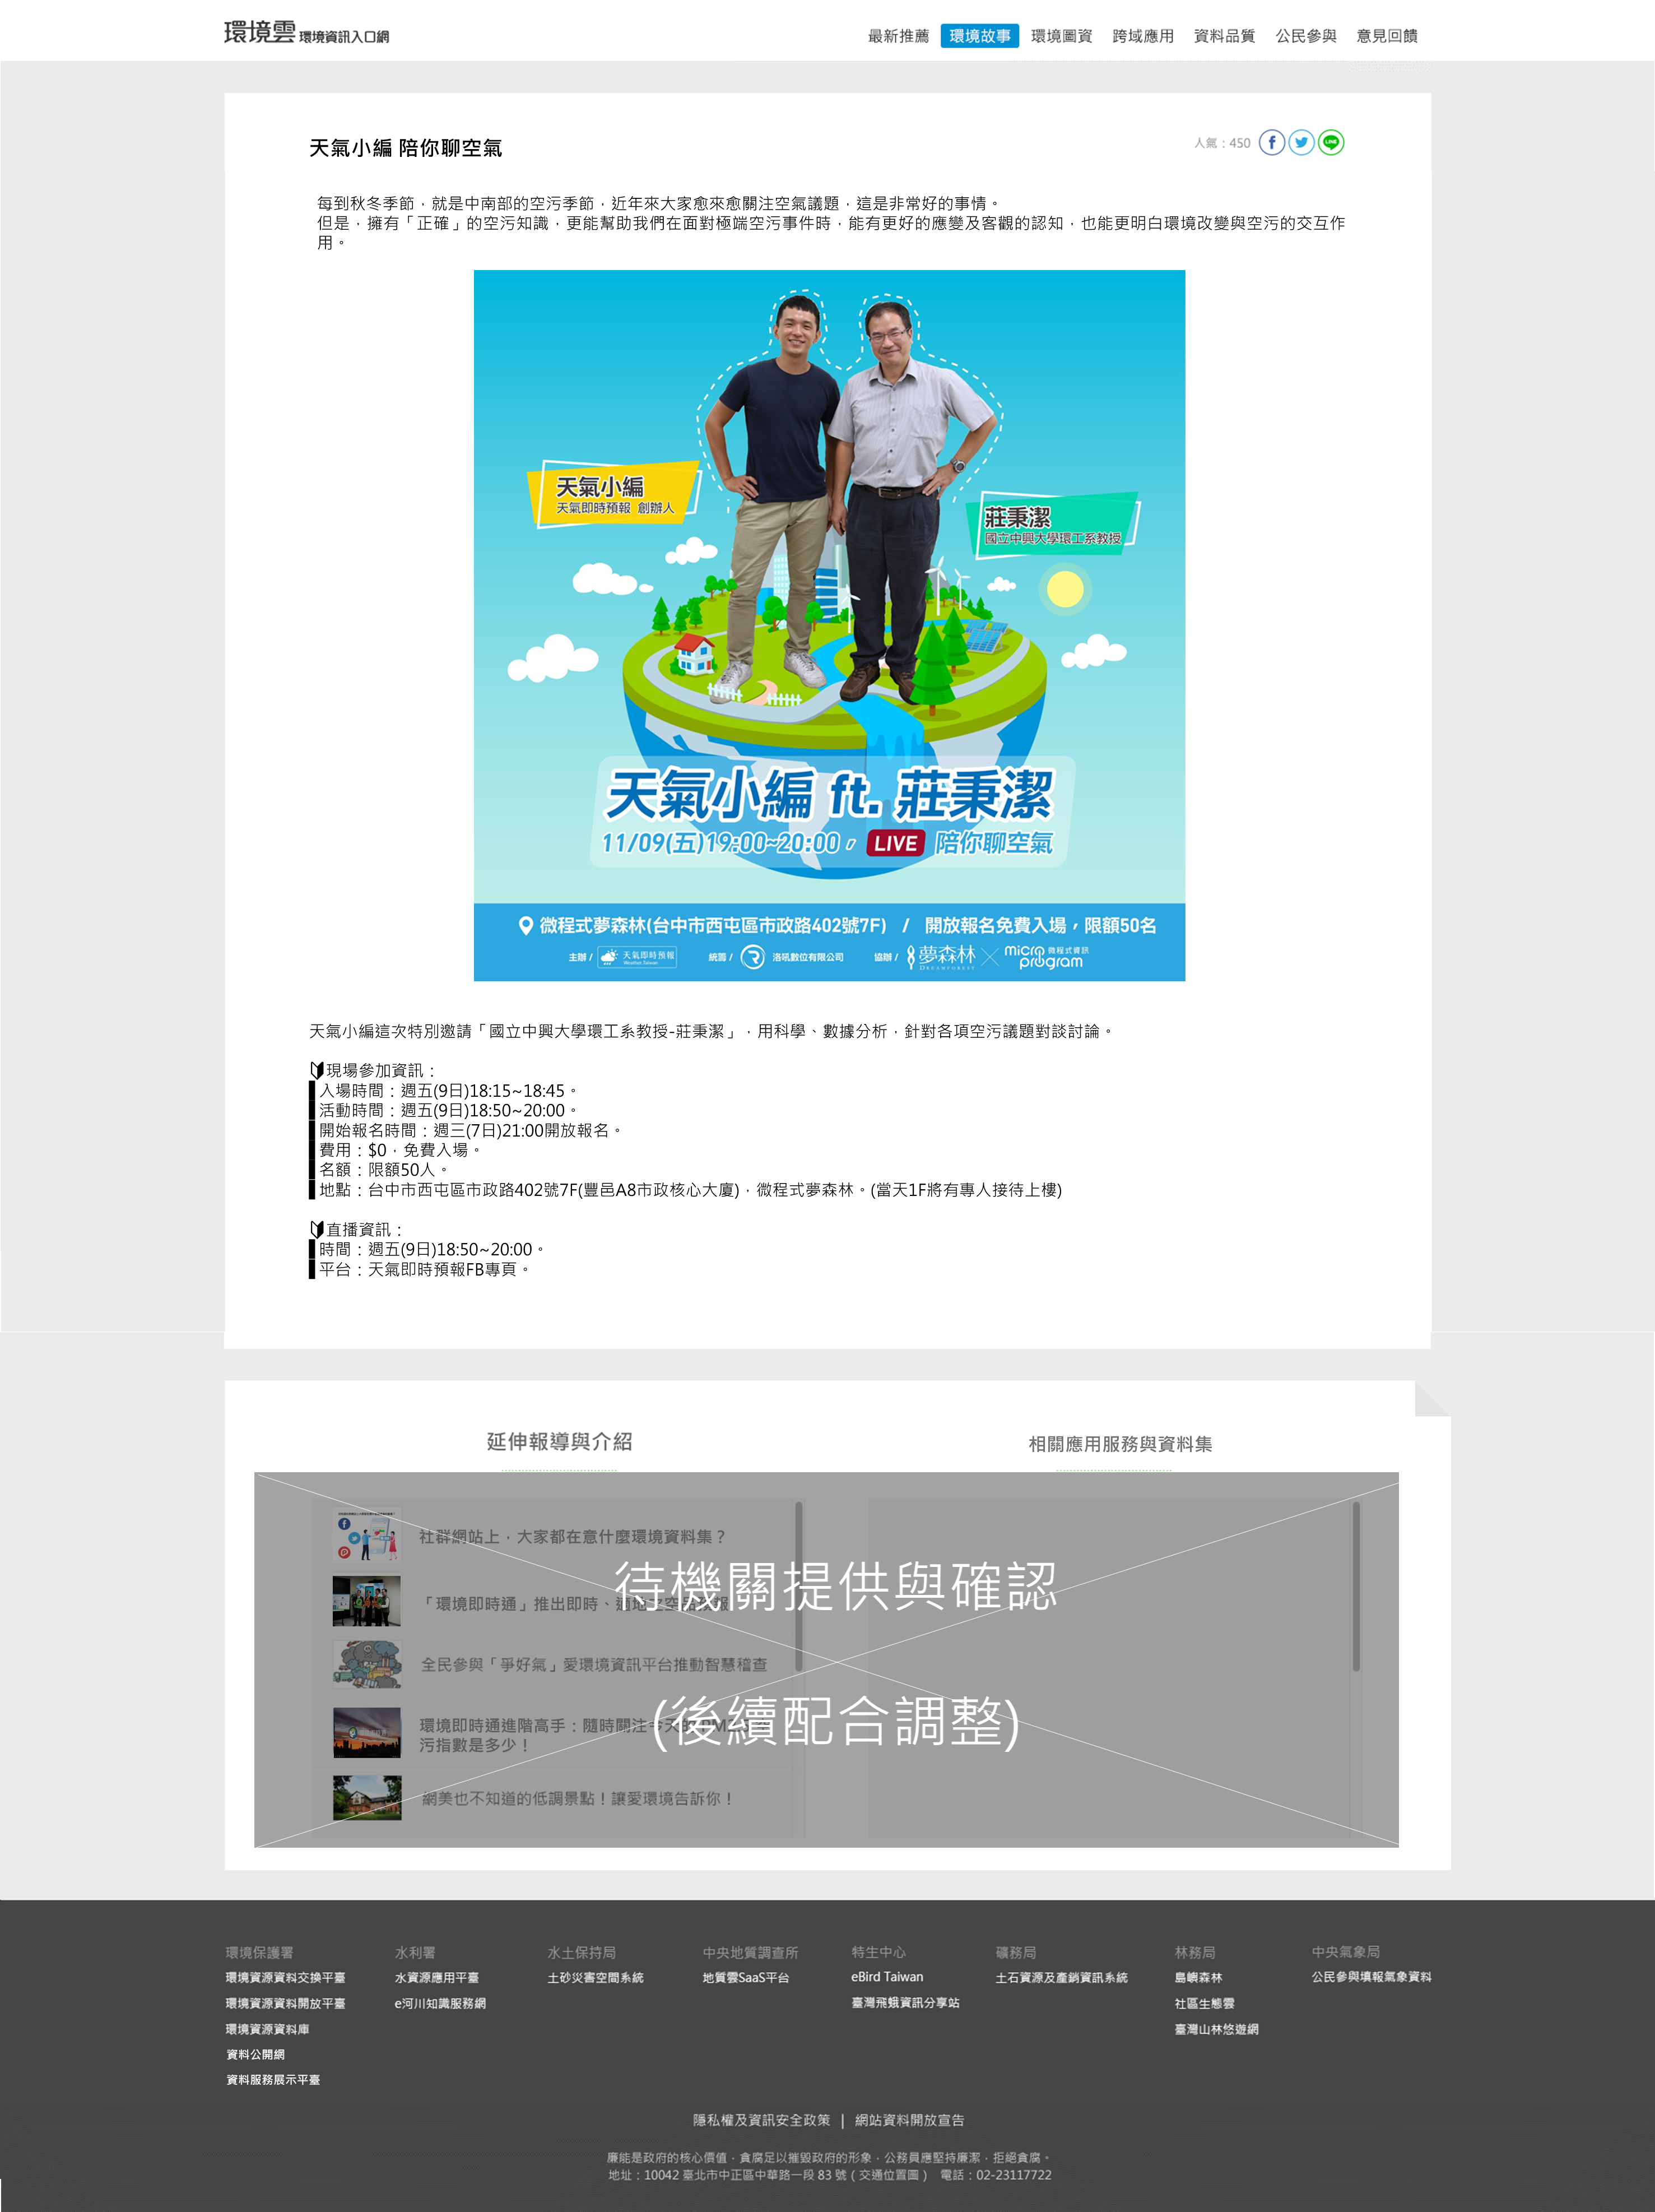 環境雲 環境資訊入口網
最新推薦 環境故事 環境圖資 跨域應用 資料品質 公民參與 意見回饋
天氣小編 陪你聊空氣
人氣：450
LINE
每到秋冬季節，就是中南部的空污季節，近年來大家愈來愈關注空氣議題，這是非常好的事情。
但是，擁有「正確」的空污知識，更能幫助我們在面對極端空污事件時，能有更好的應變及客觀的認知，也能更明白環境改變與空污的交互作
用。
天氣小編
天氣即時預報 創辦人
莊秉潔
國立中興大學環工系教授
天氣小編 ft. 莊秉潔
11/09(五)19:00~20:00， LIVE 陪你聊空氣
微程式夢森林(台中市西屯區市政路402號7F) / 開放報名免費入場，限額50名
主辦 / 天氣即時預報 Weather Taiwan 統籌 / 洛吼數位有限公司 協辦 / 夢森林 DREAMFOREST × micro program 微程式資訊
天氣小編這次特別邀請「國立中興大學環工系教授-莊秉潔」，用科學、數據分析，針對各項空污議題對談討論。
🔰現場參加資訊：
▌入場時間：週五(9日)18:15~18:45。
▌活動時間：週五(9日)18:50~20:00。
▌開始報名時間：週三(7日)21:00開放報名。
▌費用：$0，免費入場。
▌名額：限額50人。
▌地點：台中市西屯區市政路402號7F(豐邑A8市政核心大廈)，微程式夢森林。(當天1F將有專人接待上樓)
🔰直播資訊：
▌時間：週五(9日)18:50~20:00。
▌平台：天氣即時預報FB專頁。
延伸報導與介紹
相關應用服務與資料集
社群網站上，大家都在意什麼環境資料集？
待機關提供與確認
「環境即時通」推出即時、
全民參與「爭好氣」愛環境資訊平台推動智慧稽查
環境即時通進階高手：隨時關注今天的PM2.5
污指數是多少！
(後續配合調整)
網美也不知道的低調景點！讓愛環境告訴你！
環境保護署 水利署 水土保持局 中央地質調查所 特生中心 礦務局 林務局 中央氣象局
環境資源資料交換平臺 水資源應用平臺 土砂災害空間系統 地質雲SaaS平台 eBird Taiwan 土石資源及產銷資訊系統 島嶼森林 公民參與填報氣象資料
環境資源資料開放平臺 e河川知識服務網 臺灣飛蛾資訊分享站 社區生態雲
環境資源資料庫 臺灣山林悠遊網
資料公開網
資料服務展示平臺
隱私權及資訊安全政策 | 網站資料開放宣告
廉能是政府的核心價值，貪腐足以摧毀政府的形象，公務員應堅持廉潔，拒絕貪腐。
地址：10042 臺北市中正區中華路一段 83 號（交通位置圖） 電話：02-23117722